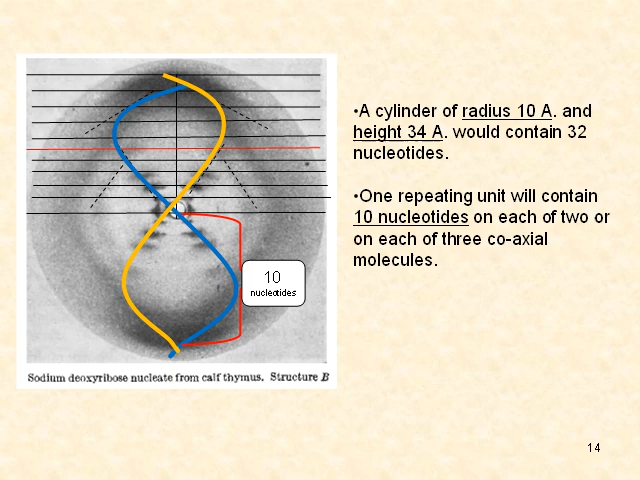 •A cylinder of radius 10 A. and
height 34 A. would contain 32
nucleotides.
•One repeating unit will contain
10 nucleotides on each of two or
on each of three co-axial
molecules.
10
nucleotides
Sodium deoxyribose nucleate from calf thymus. Structure B
14